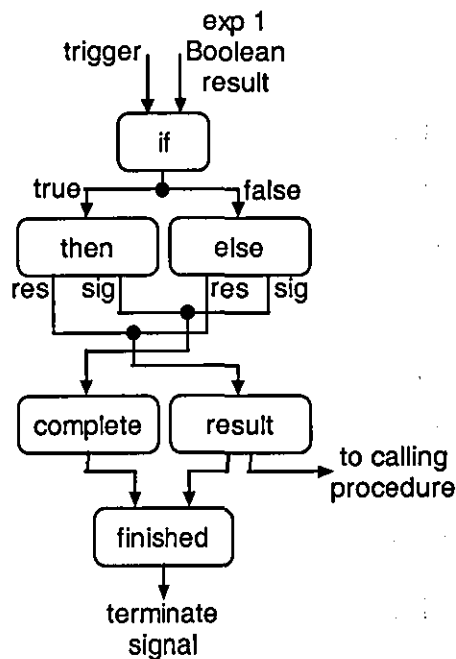 exp 1
trigger Boolean
result
if
true false
then else
res sig res sig
complete result
to calling
procedure
finished
terminate
signal